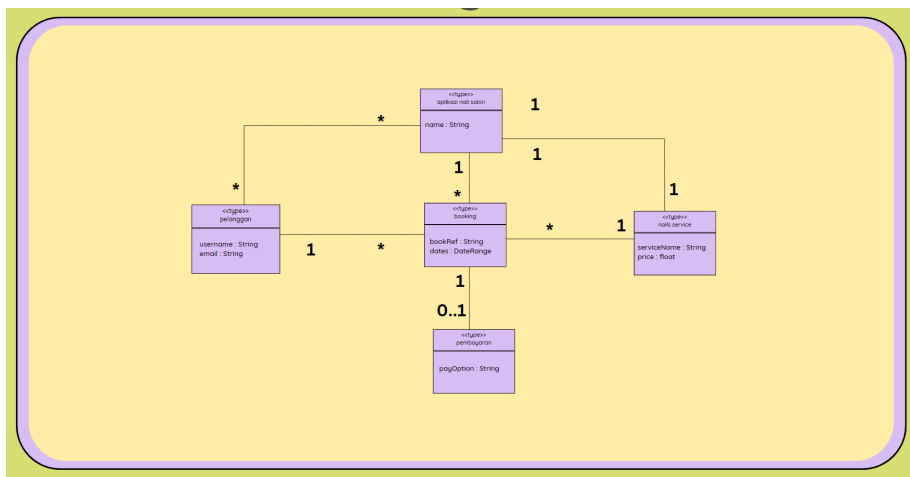 <<type>>
aplikasi nail salon
name : String
1
*
1
1
*
*
1
<<type>>
pelanggan
username : String
email : String
1
*
<<type>>
booking
bookRef : String
dates : DateRange
*
1
<<type>>
nails service
serviceName : String
price : float
1
0..1
<<type>>
pembayaran
payOption : String